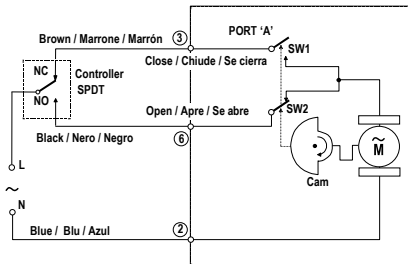 Brown / Marrone / Marrón
3
PORT ‘A’
SW1
Close / Chiude / Se cierra
NC
Controller
SPDT
NO
Open / Apre / Se abre
SW2
Black / Nero / Negro
6
L
~
N
~
M
Cam
Blue / Blu / Azul
2